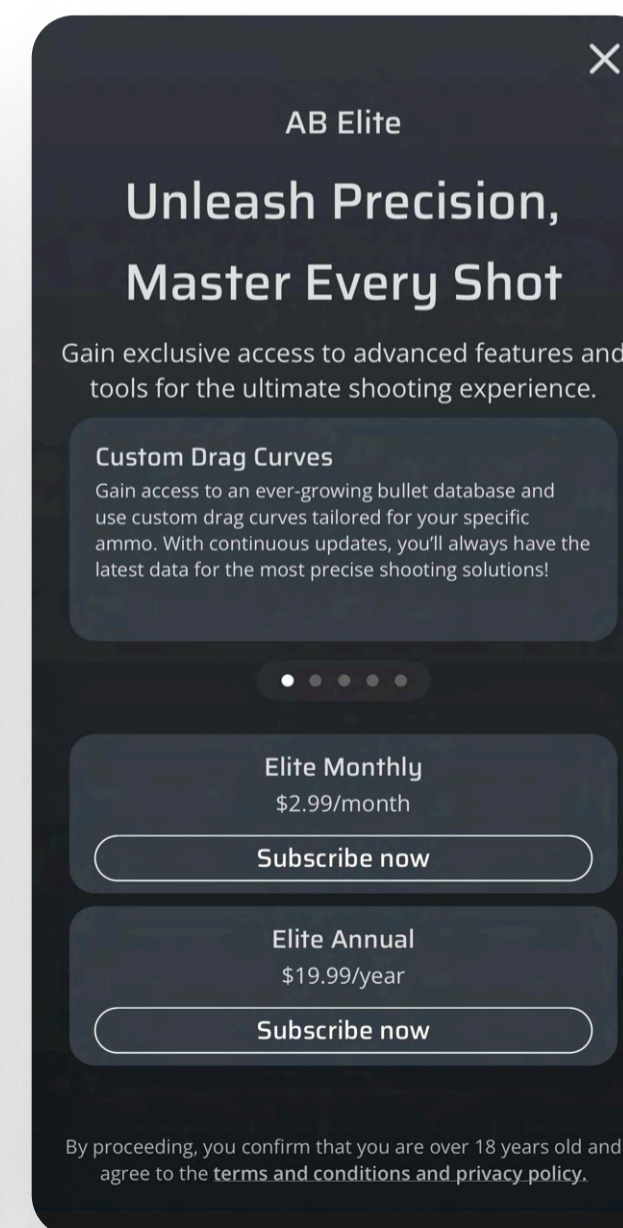 AB Elite
Unleash Precision,
Master Every Shot
Gain exclusive access to advanced features and
tools for the ultimate shooting experience.
Custom Drag Curves
Gain access to an ever-growing bullet database and
use custom drag curves tailored for your specific
ammo. With continuous updates, you’ll always have the
latest data for the most precise shooting solutions!
Elite Monthly
$2.99/month
Subscribe now
Elite Annual
$19.99/year
Subscribe now
By proceeding, you confirm that you are over 18 years old and
agree to the terms and conditions and privacy policy.